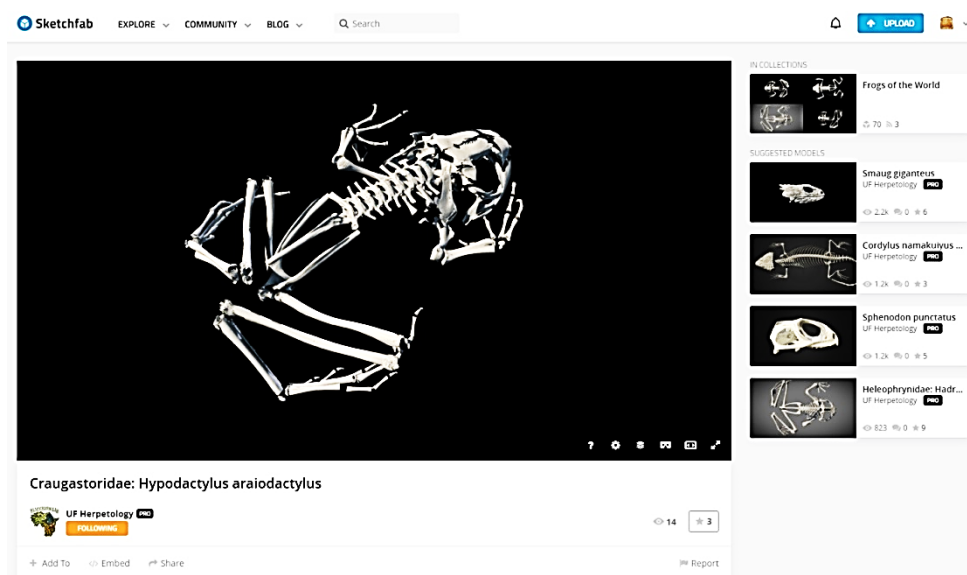 Sketchfab EXPLORE COMMUNITY BLOG Search UPLOAD
IN COLLECTIONS
Frogs of the World
70 3
SUGGESTED MODELS
Smaug giganteus
UF Herpetology PRO
2.2k 0 6
Cordylus namakuiyus ...
UF Herpetology PRO
1.2k 0 3
Sphenodon punctatus
UF Herpetology PRO
1.2k 0 5
Heleophrynidae: Hadr...
UF Herpetology PRO
823 0 9
?
Craugastoridae: Hypodactylus araiodactylus
UF Herpetology PRO
FOLLOWING
14 3
+ Add To Embed Share Report